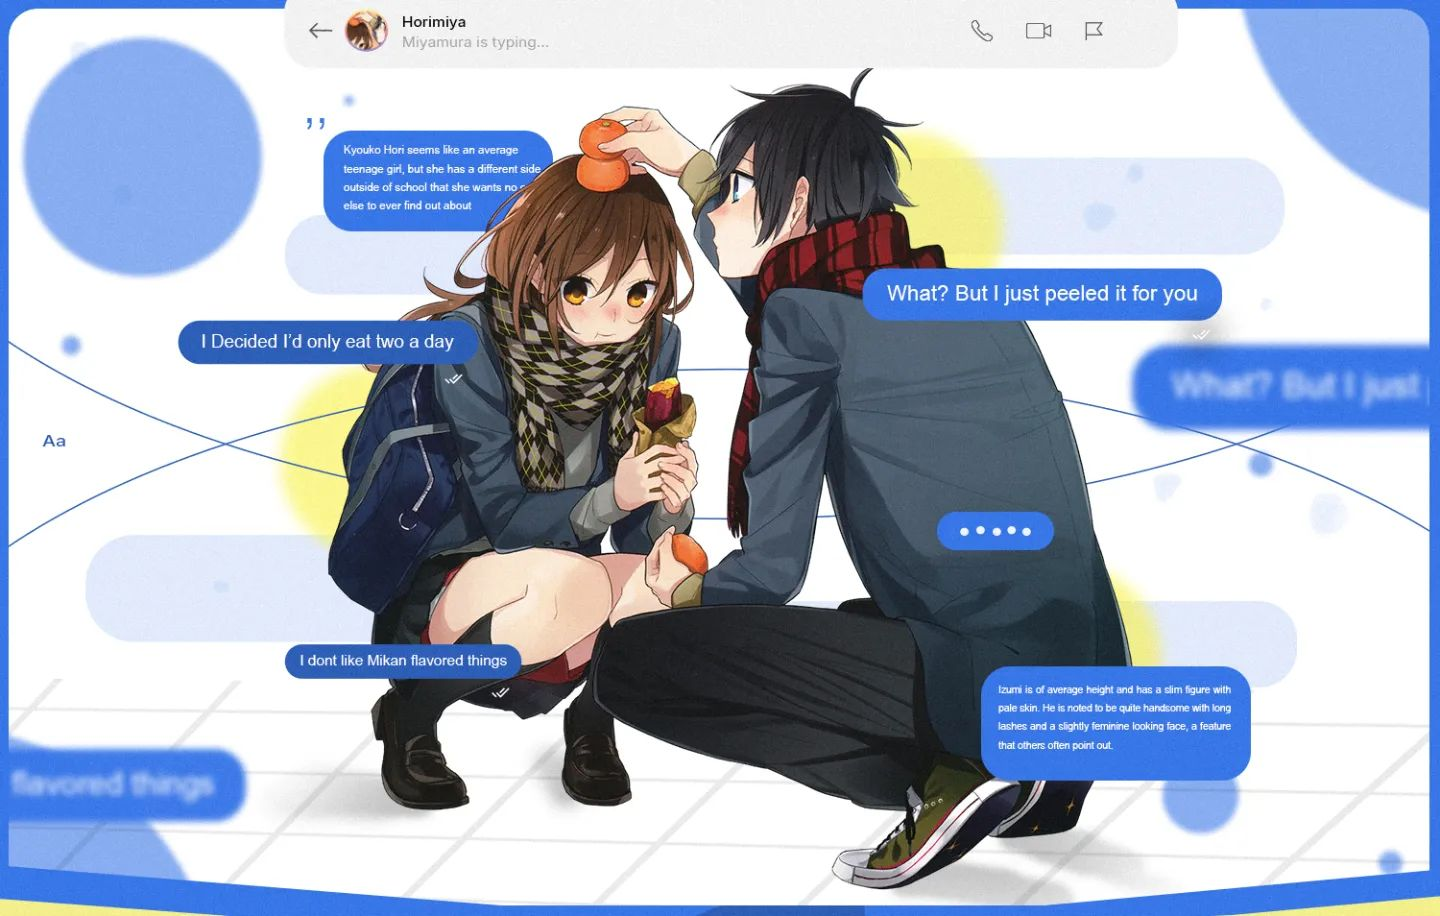 Horimiya
Miyamura is typing...
,,
Kyouko Hori seems like an average
teenage girl, but she has a different side
outside of school that she wants no
else to ever find out about
What? But I just peeled it for you
I Decided I'd only eat two a day
What? But I just
Aa
I dont like Mikan flavored things
Izumi is of average height and has a slim figure with
pale skin. He is noted to be quite handsome with long
lashes and a slightly feminine looking face, a feature
that others often point out.
flavored things